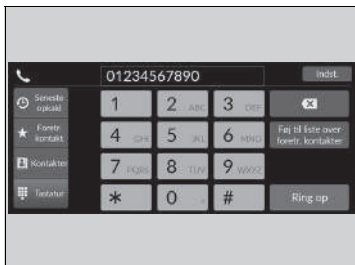 01234567890
Indst.
Seneste
opkald
1
2 ABC
3 DEF
Foretr.
kontakt
4 GHI
5 JKL
6 MNO
Føj til liste over
foretr. kontakter
Kontakter
7 PQRS
8 TUV
9 WXYZ
Tastatur
*
0 +
#
Ring op